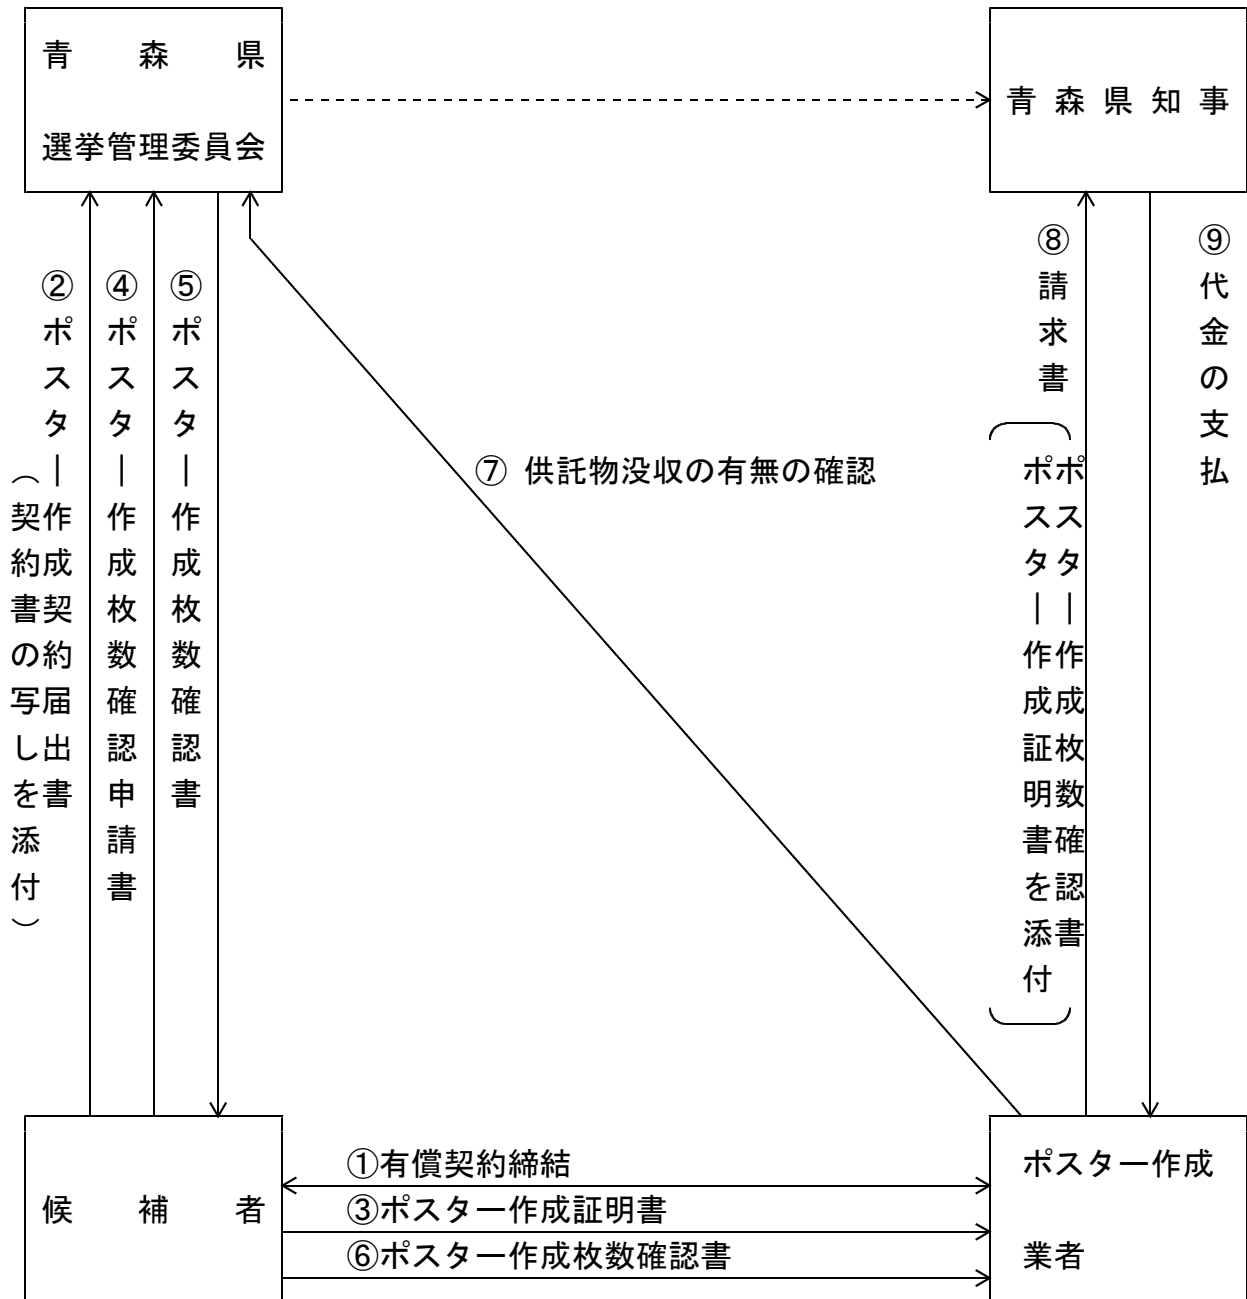 青森県
選挙管理委員会
青森県知事
②ポスター作成契約届出書
（契約書の写しを添付）
④ポスター作成枚数確認申請書
⑤ポスター作成枚数確認書
⑦ 供託物没収の有無の確認
⑧請求書
ポスター作成枚数確認書
ポスター作成証明書を添付
⑨代金の支払
候補者
①有償契約締結
③ポスター作成証明書
⑥ポスター作成枚数確認書
ポスター作成
業者